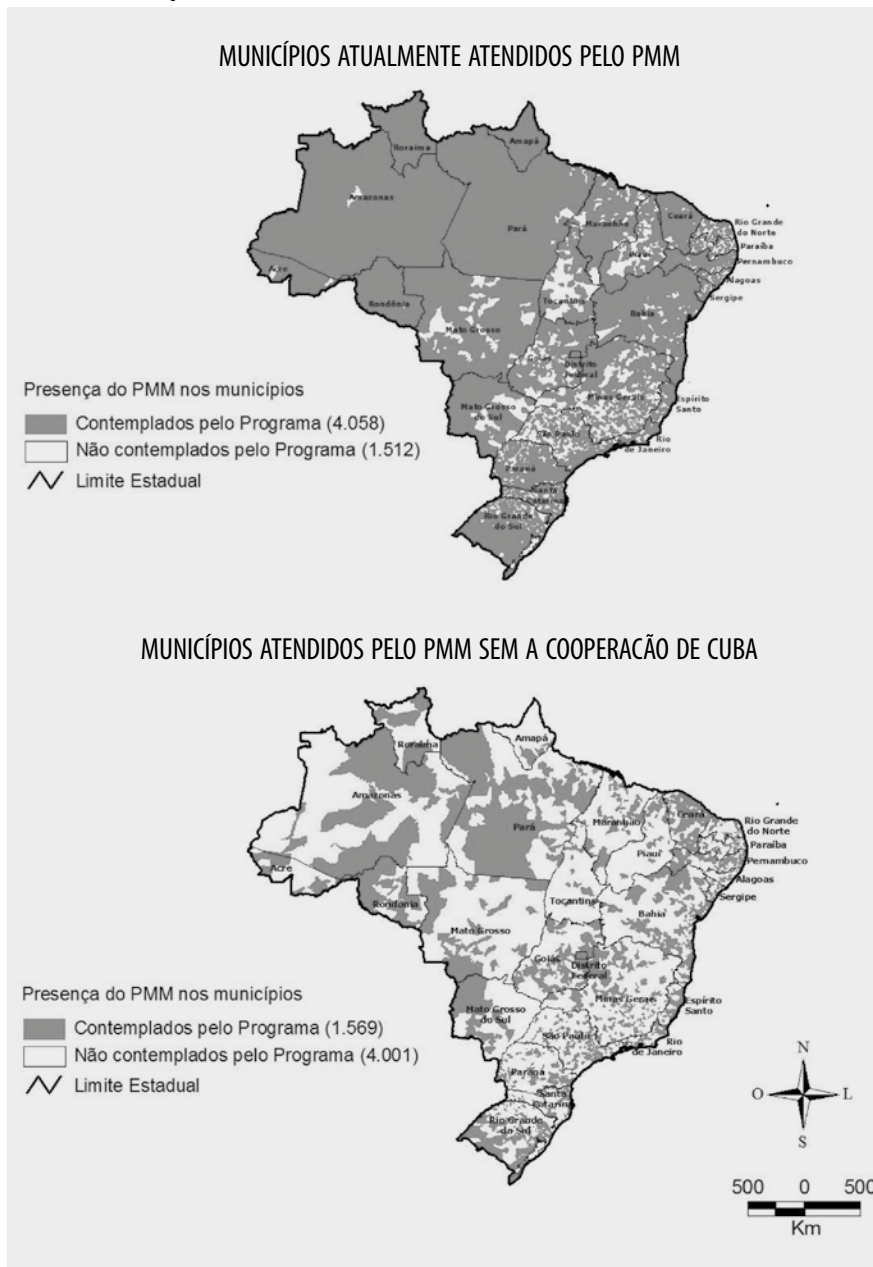 MUNICÍPIOS ATUALMENTE ATENDIDOS PELO PMM
Roraima
Amapá
Amazonas
Pará
Maranhão
Ceará
Rio Grande
do Norte
Paraíba
Piauí
Pernambuco
Acre
Alagoas
Sergipe
Rondônia
Tocantins
Bahia
Mato Grosso
Goiás
Distrito
Federal
Presença do PMM nos municípios
Minas Gerais
Espírito
Santo
Mato Grosso
do Sul
Contemplados pelo Programa (4.058)
São Paulo
Rio
de Janeiro
Não contemplados pelo Programa (1.512)
Paraná
Limite Estadual
Santa
Catarina
Rio Grande
do Sul
MUNICÍPIOS ATENDIDOS PELO PMM SEM A COOPERACÃO DE CUBA
Roraima
Amapá
Amazonas
Pará
Maranhão
Ceará
Rio Grande
do Norte
Paraíba
Piauí
Pernambuco
Acre
Alagoas
Sergipe
Rondonia
Tocantins
Bahia
Mato Grosso
Goiás
Distrito
Federal
Presença do PMM nos municípios
Minas Gerais
Espírito
Santo
Mato Grosso
do Sul
Contemplados pelo Programa (1.569)
São Paulo
Rio
de Janeiro
Não contemplados pelo Programa (4.001)
Paraná
Limite Estadual
Santa
Catarina
Rio Grande
do Sul
N
O L
S
500 0 500
Km